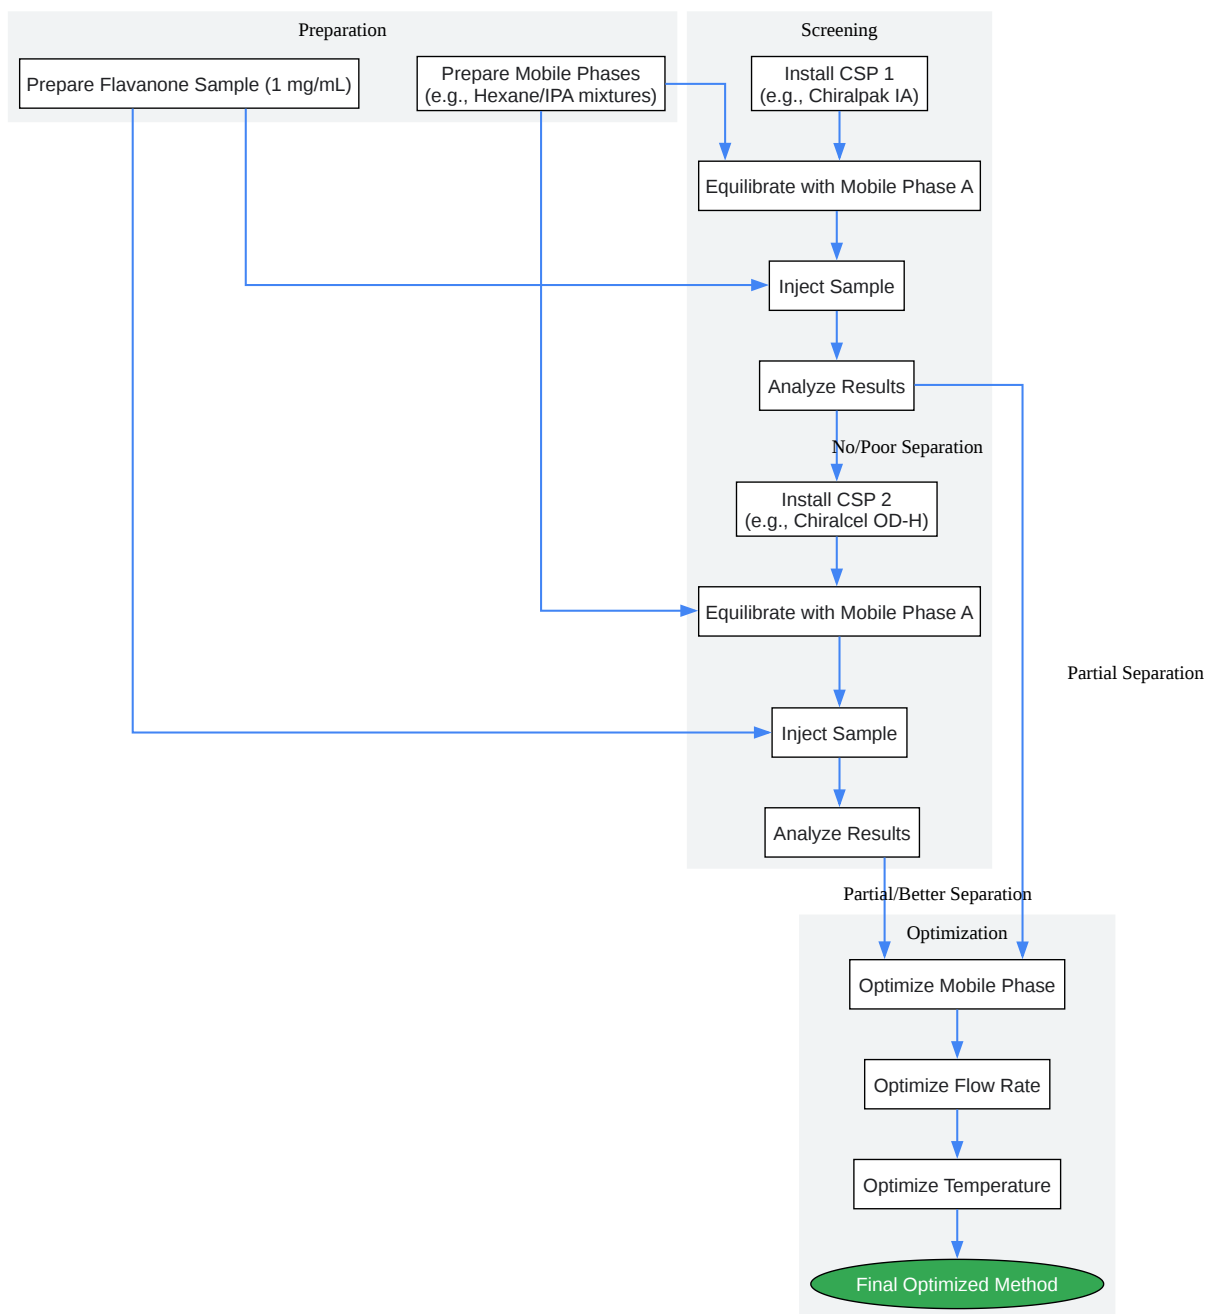 Preparation
Prepare Flavanone Sample (1 mg/mL)
Prepare Mobile Phases
(e.g., Hexane/IPA mixtures)
Screening
Install CSP 1
(e.g., Chiralpak IA)
Equilibrate with Mobile Phase A
Inject Sample
Analyze Results
No/Poor Separation
Install CSP 2
(e.g., Chiralcel OD-H)
Equilibrate with Mobile Phase A
Partial Separation
Inject Sample
Analyze Results
Partial/Better Separation
Optimization
Optimize Mobile Phase
Optimize Flow Rate
Optimize Temperature
Final Optimized Method